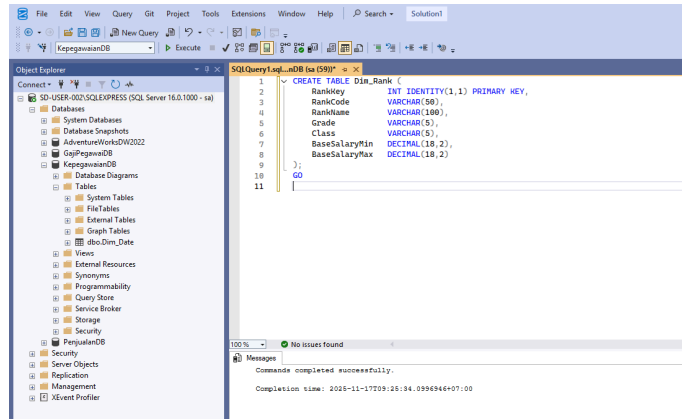 File Edit View Query Git Project Tools Extensions Window Help Search Solution1
New Query
KepegawaianDB Execute
Object Explorer
Connect
SD-USER-002\SQLEXPRESS (SQL Server 16.0.1000 - sa)
Databases
System Databases
Database Snapshots
AdventureWorksDW2022
GajiPegawaiDB
KepegawaianDB
Database Diagrams
Tables
System Tables
FileTables
External Tables
Graph Tables
dbo.Dim_Date
Views
External Resources
Synonyms
Programmability
Query Store
Service Broker
Storage
Security
PenjualanDB
Security
Server Objects
Replication
Management
XEvent Profiler
SQLQuery1.sql...nDB (sa (59))*
1 CREATE TABLE Dim_Rank (
2 RankKey INT IDENTITY(1,1) PRIMARY KEY,
3 RankCode VARCHAR(50),
4 RankName VARCHAR(100),
5 Grade VARCHAR(5),
6 Class VARCHAR(5),
7 BaseSalaryMin DECIMAL(18,2),
8 BaseSalaryMax DECIMAL(18,2)
9 );
10 GO
11
100 % No issues found
Messages
Commands completed successfully.
Completion time: 2025-11-17T09:25:34.0996946+07:00